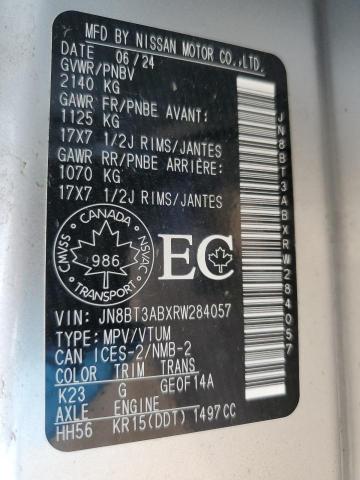 MFD BY NISSAN MOTOR CO.,LTD.
DATE 06/24
GVWR/PNBV
2140 KG
GAWR FR/PNBE AVANT:
1125 KG
17X7 1/2J RIMS/JANTES
GAWR RR/PNBE ARRIÈRE:
1070 KG
17X7 1/2J RIMS/JANTES
CANADA
CMVSS
NSVAC
986
TRANSPORT
EC
VIN: JN8BT3ABXRW284057
TYPE: MPV/VTUM
CAN ICES-2/NMB-2
COLOR TRIM TRANS
K23 G GE0F14A
AXLE ENGINE
HH56 KR15(DDT) 1497CC
JN8BT3ABXRW284057